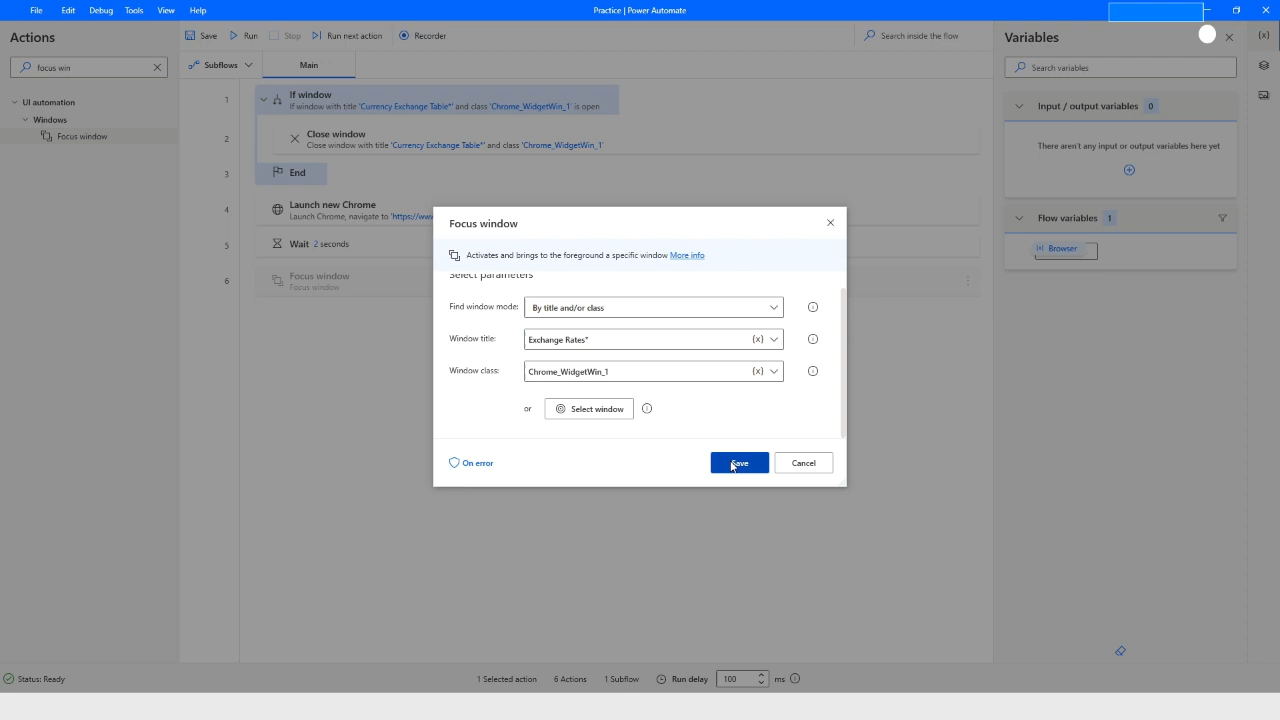 File Edit Debug Tools View Help
Practice | Power Automate
Actions
Save Run Stop Run next action Recorder
Search inside the flow
Variables
focus win
Subflows Main
Search variables
UI automation
Windows
Focus window
1 If window
If window with title 'Currency Exchange Table*' and class 'Chrome_WidgetWin_1' is open
2 Close window
Close window with title 'Currency Exchange Table*' and class 'Chrome_WidgetWin_1'
3 End
4 Launch new Chrome
Launch Chrome, navigate to 'https://www
5 Wait 2 seconds
6 Focus window
Focus window
Input / output variables 0
There aren't any input or output variables here yet
Flow variables 1
{x} Browser
Focus window
Activates and brings to the foreground a specific window More info
Select parameters
Find window mode: By title and/or class
Window title: Exchange Rates* {x}
Window class: Chrome_WidgetWin_1 {x}
or Select window
On error Save Cancel
Status: Ready 1 Selected action 6 Actions 1 Subflow Run delay 100 ms